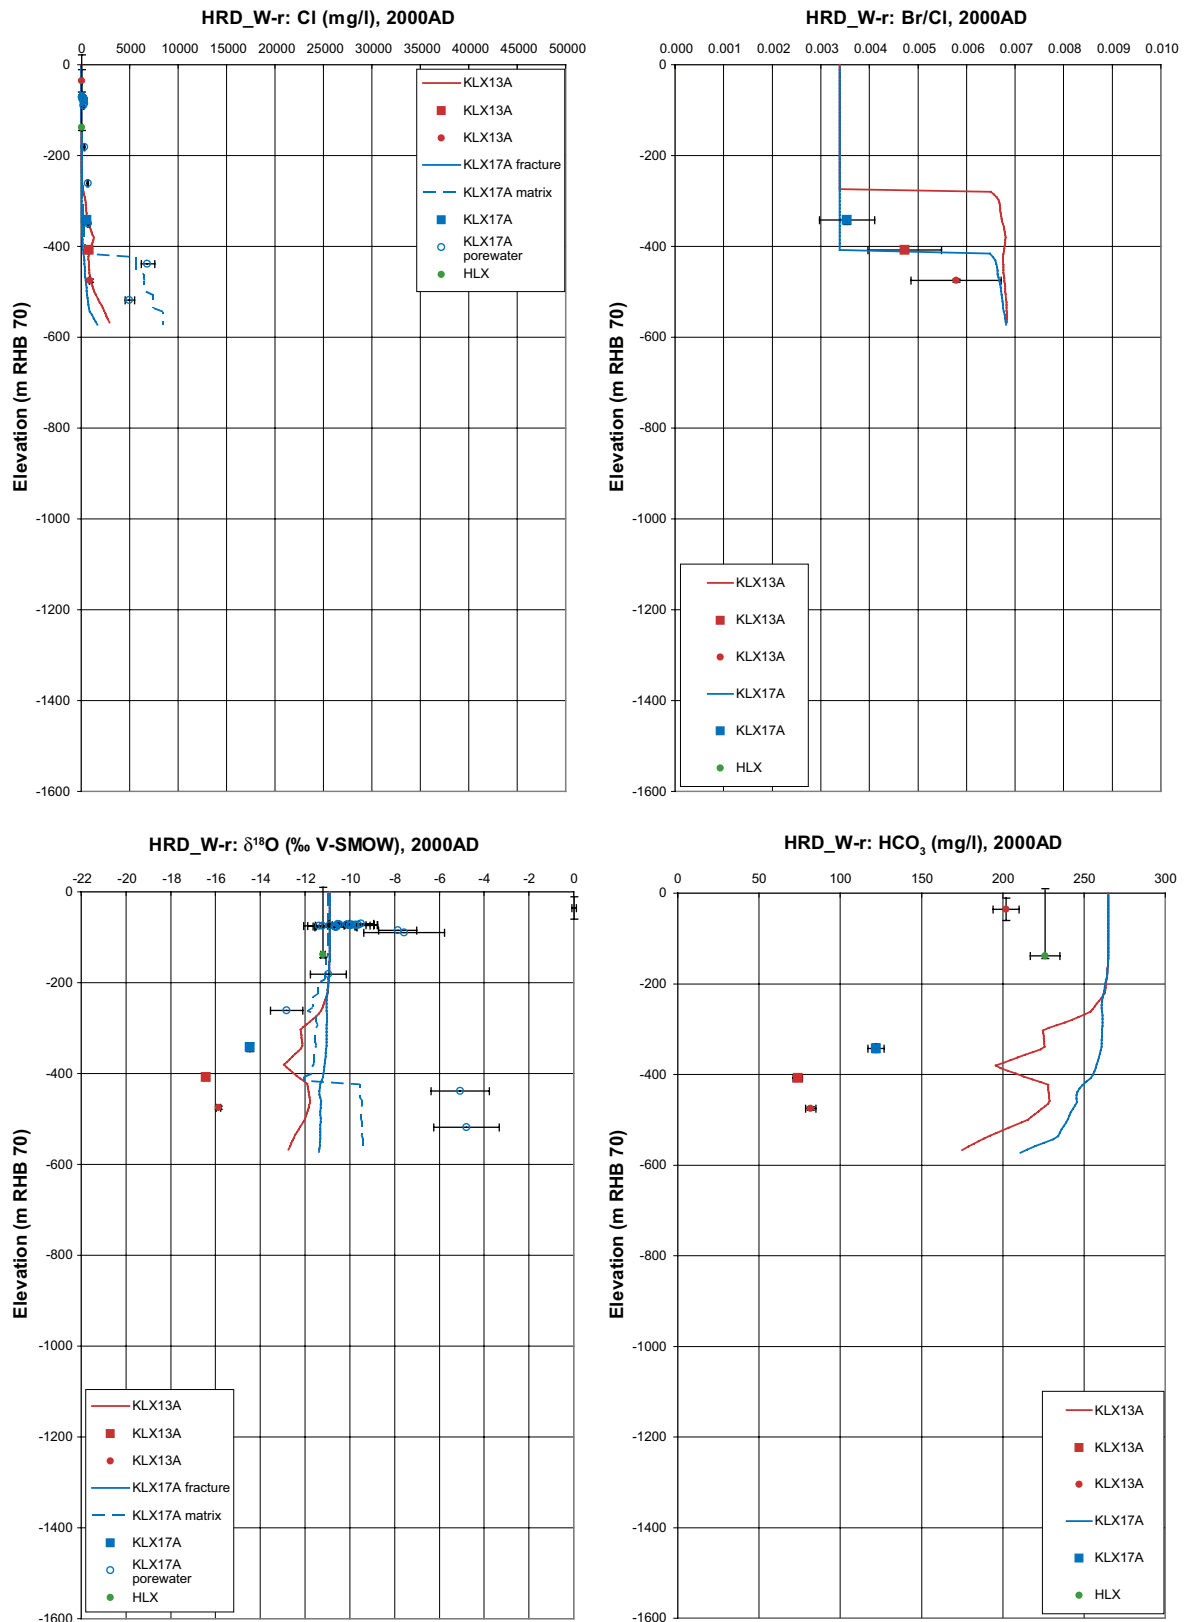 HRD_W-r: Cl (mg/l), 2000AD
0 5000 10000 15000 20000 25000 30000 35000 40000 45000 50000
0
-200
-400
-600
-800
-1000
-1200
-1400
-1600
Elevation (m RHB 70)
KLX13A
KLX13A
KLX13A
KLX17A fracture
KLX17A matrix
KLX17A
KLX17A
porewater
HLX
HRD_W-r: Br/Cl, 2000AD
0.000 0.001 0.002 0.003 0.004 0.005 0.006 0.007 0.008 0.009 0.010
0
-200
-400
-600
-800
-1000
-1200
-1400
-1600
Elevation (m RHB 70)
KLX13A
KLX13A
KLX13A
KLX17A
KLX17A
HLX
HRD_W-r: δ¹⁸O (‰ V-SMOW), 2000AD
-22 -20 -18 -16 -14 -12 -10 -8 -6 -4 -2 0
0
-200
-400
-600
-800
-1000
-1200
-1400
-1600
Elevation (m RHB 70)
KLX13A
KLX13A
KLX13A
KLX17A fracture
KLX17A matrix
KLX17A
KLX17A
porewater
HLX
HRD_W-r: HCO₃ (mg/l), 2000AD
0 50 100 150 200 250 300
0
-200
-400
-600
-800
-1000
-1200
-1400
-1600
Elevation (m RHB 70)
KLX13A
KLX13A
KLX13A
KLX17A
KLX17A
HLX